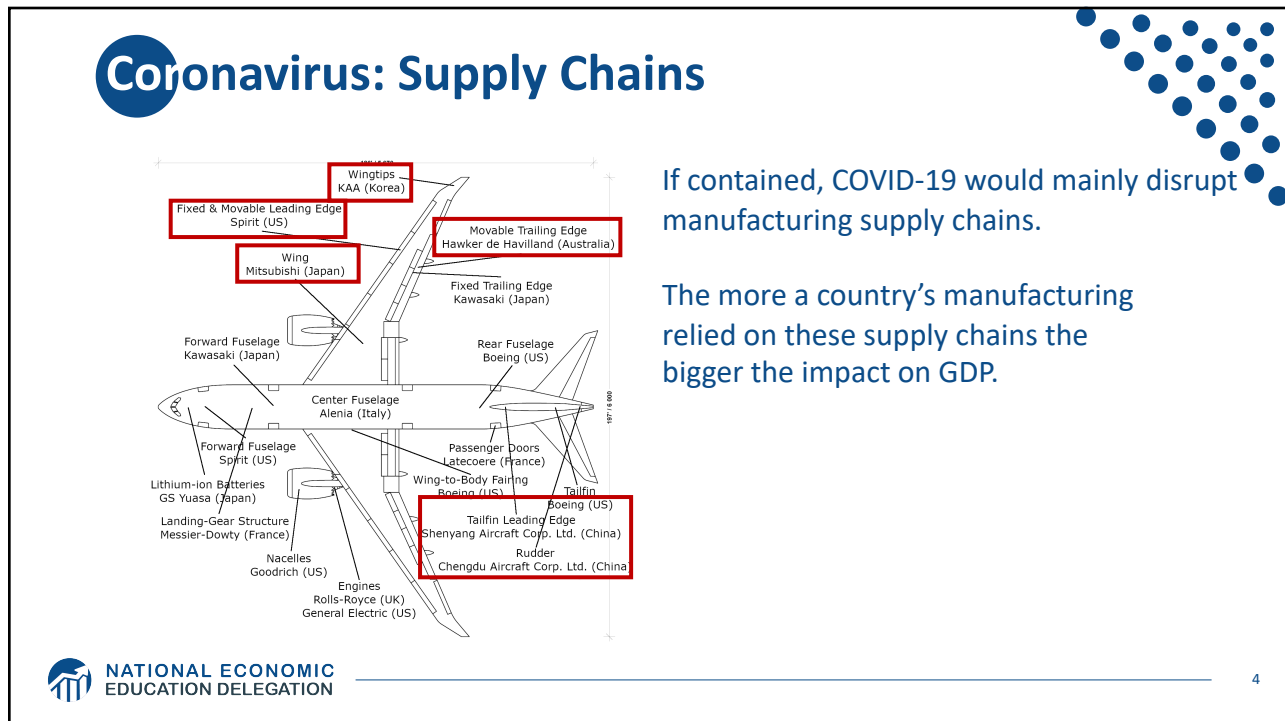 Coronavirus: Supply Chains
Wingtips
KAA (Korea)
Fixed & Movable Leading Edge
Spirit (US)
Movable Trailing Edge
Hawker de Havilland (Australia)
Wing
Mitsubishi (Japan)
Fixed Trailing Edge
Kawasaki (Japan)
Forward Fuselage
Kawasaki (Japan)
Rear Fuselage
Boeing (US)
Center Fuselage
Alenia (Italy)
197' / 6 000
Forward Fuselage
Spirit (US)
Passenger Doors
Latecoere (France)
Lithium-ion Batteries
GS Yuasa (Japan)
Wing-to-Body Fairing
Boeing (US)
Tailfin
Boeing (US)
Landing-Gear Structure
Messier-Dowty (France)
Tailfin Leading Edge
Shenyang Aircraft Corp. Ltd. (China)
Rudder
Chengdu Aircraft Corp. Ltd. (China)
Nacelles
Goodrich (US)
Engines
Rolls-Royce (UK)
General Electric (US)
If contained, COVID-19 would mainly disrupt
manufacturing supply chains.
The more a country's manufacturing
relied on these supply chains the
bigger the impact on GDP.
NATIONAL ECONOMIC
EDUCATION DELEGATION
4